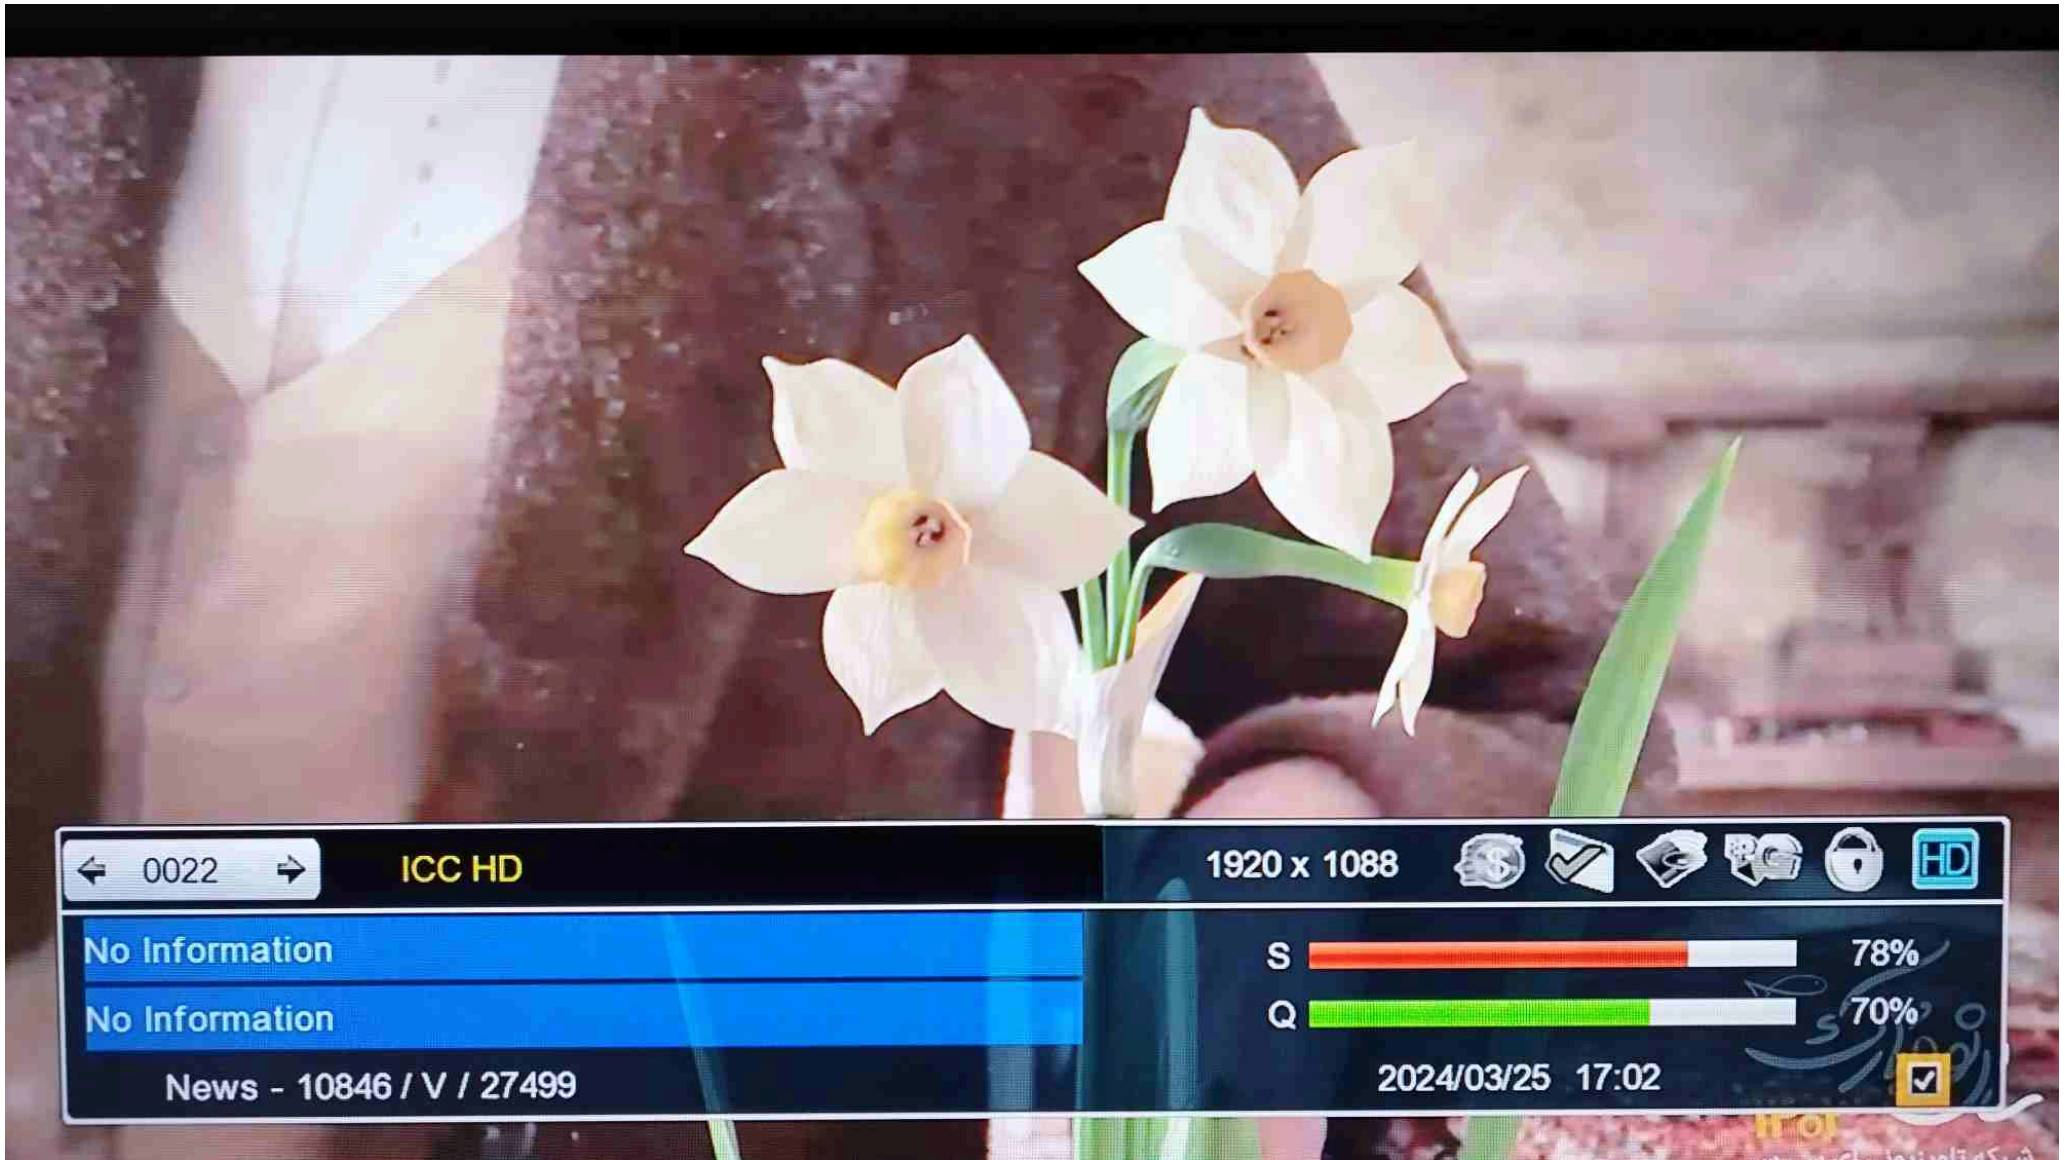 0022
ICC HD
1920 x 1088
HD
No Information
S 78%
No Information
Q 70%
News - 10846 / V / 27499
2024/03/25 17:02